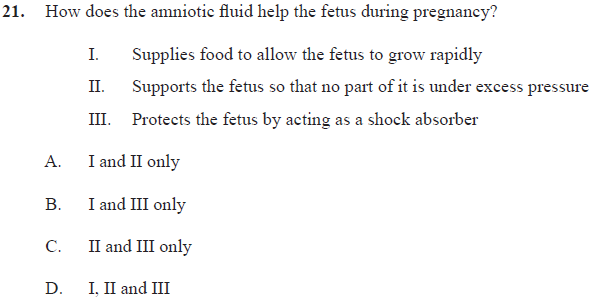 21. How does the amniotic fluid help the fetus during pregnancy?
I. Supplies food to allow the fetus to grow rapidly
II. Supports the fetus so that no part of it is under excess pressure
III. Protects the fetus by acting as a shock absorber
A. I and II only
B. I and III only
C. II and III only
D. I, II and III